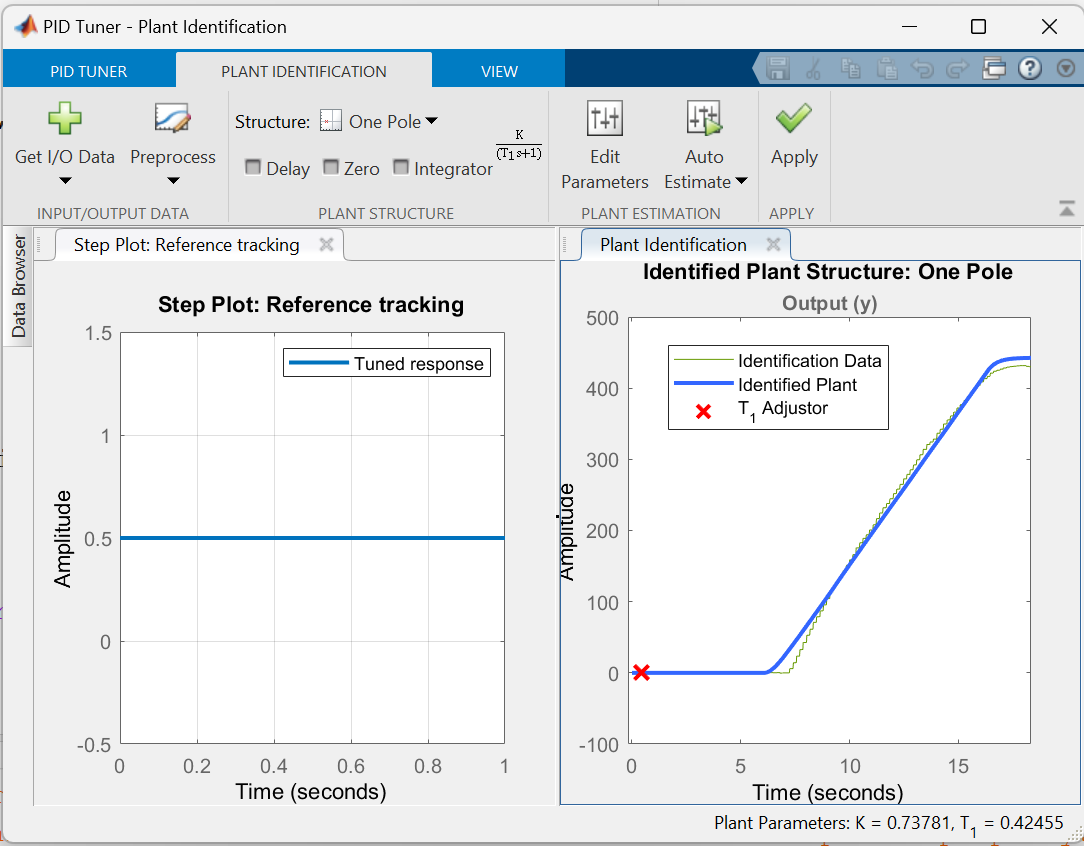 PID Tuner - Plant Identification
PID TUNER
PLANT IDENTIFICATION
VIEW
Get I/O Data
Preprocess
INPUT/OUTPUT DATA
Structure: One Pole
Delay Zero Integrator
K
(T1s+1)
PLANT STRUCTURE
Edit
Parameters
Auto
Estimate
PLANT ESTIMATION
Apply
APPLY
Data Browser
Step Plot: Reference tracking
Step Plot: Reference tracking
Tuned response
1.5
1
0.5
0
-0.5
Amplitude
0 0.2 0.4 0.6 0.8 1
Time (seconds)
Plant Identification
Identified Plant Structure: One Pole
Output (y)
Identification Data
Identified Plant
T1 Adjustor
500
400
300
200
100
0
-100
Amplitude
0 5 10 15
Time (seconds)
Plant Parameters: K = 0.73781, T1 = 0.42455